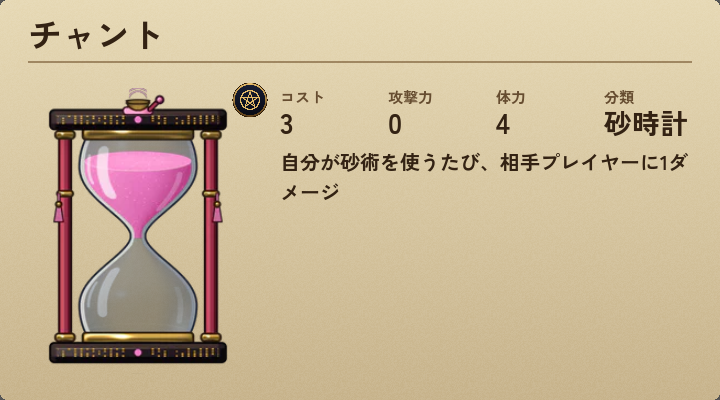 チャント
コスト 攻撃力 体力 分類
3 0 4 砂時計
自分が砂術を使うたび、相手プレイヤーに1ダ
メージ